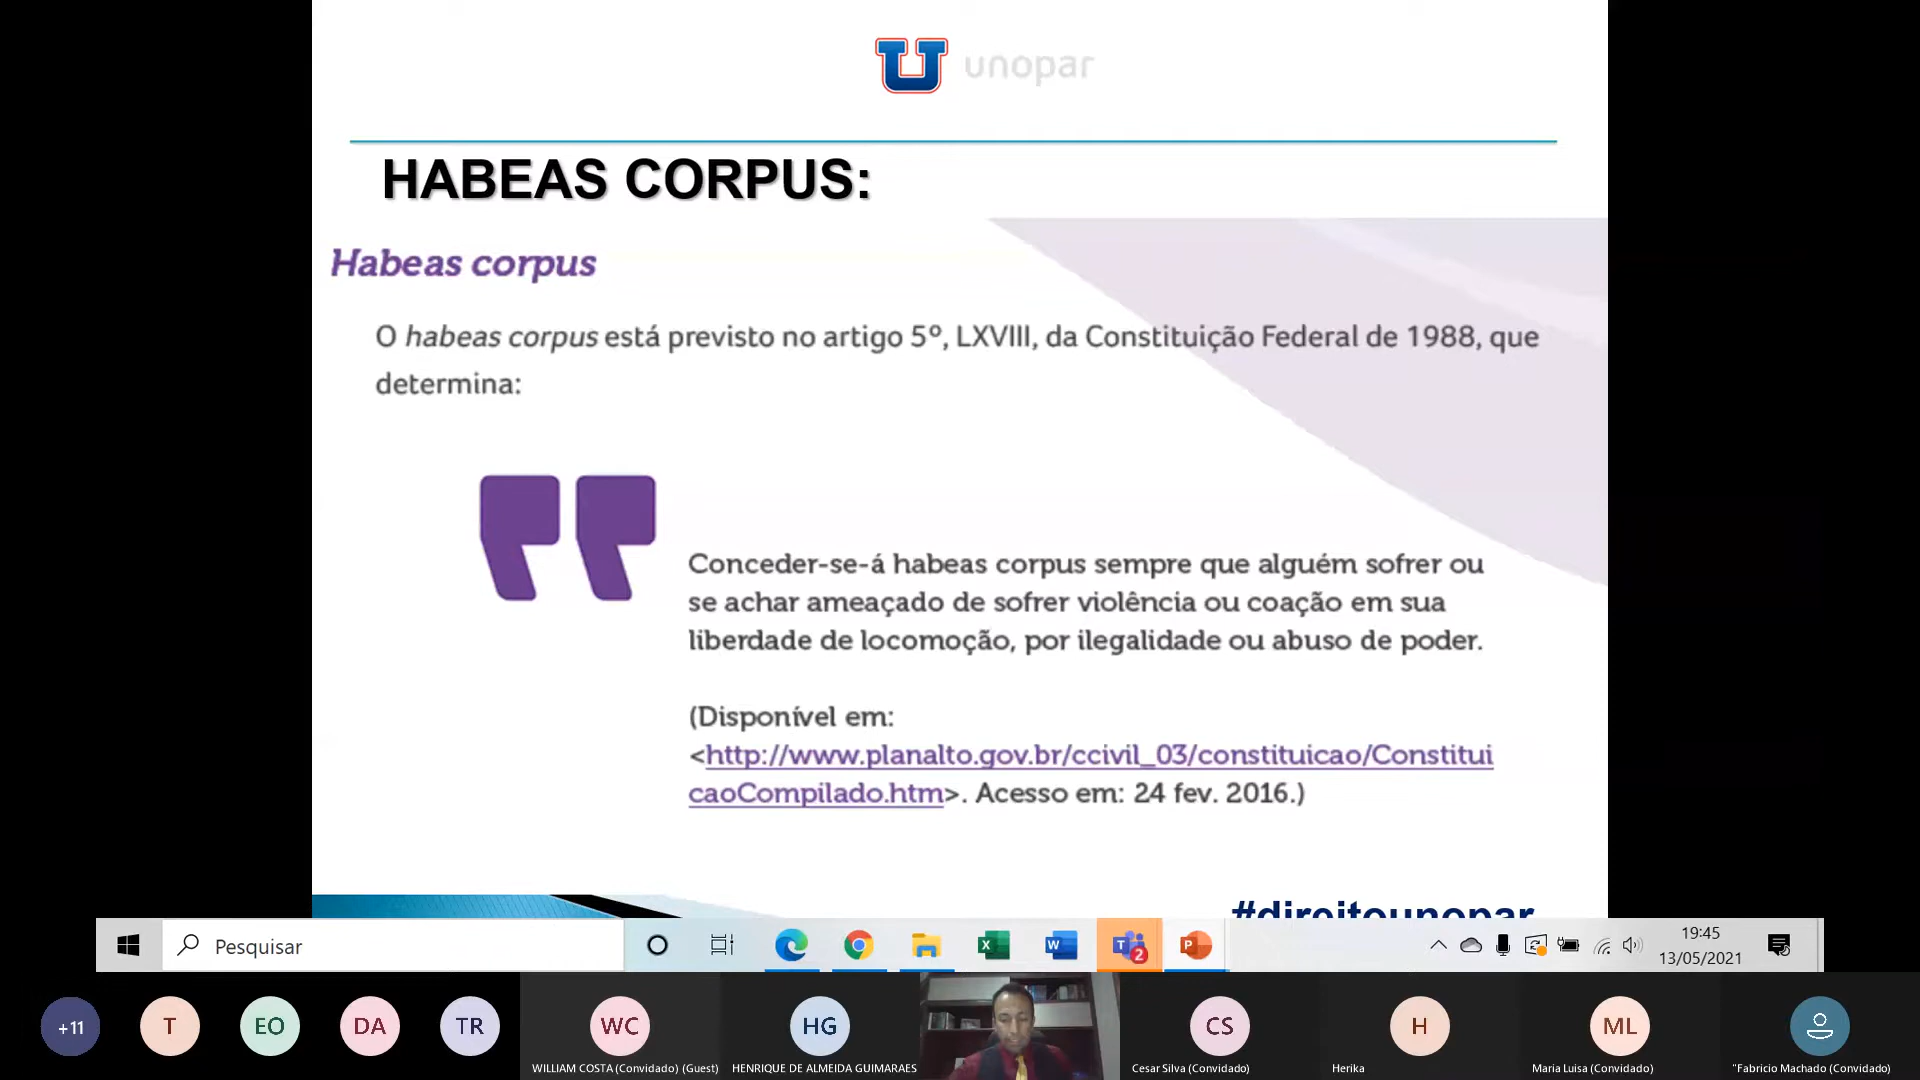 unopar
HABEAS CORPUS:
Habeas corpus
O habeas corpus está previsto no artigo 5º, LXVIII, da Constituição Federal de 1988, que
determina:
Conceder-se-á habeas corpus sempre que alguém sofrer ou
se achar ameaçado de sofrer violência ou coação em sua
liberdade de locomoção, por ilegalidade ou abuso de poder.
(Disponível em:
<http://www.planalto.gov.br/ccivil_03/constituicao/Constitui
caoCompilado.htm>. Acesso em: 24 fev. 2016.)
#direitounopar
Pesquisar
2
19:45
13/05/2021
+11
T
EO
DA
TR
WC
HG
CS
H
ML
WILLIAM COSTA (Convidado) (Guest)
HENRIQUE DE ALMEIDA GUIMARAES
Cesar Silva (Convidado)
Herika
Maria Luisa (Convidado)
"Fabricio Machado (Convidado)